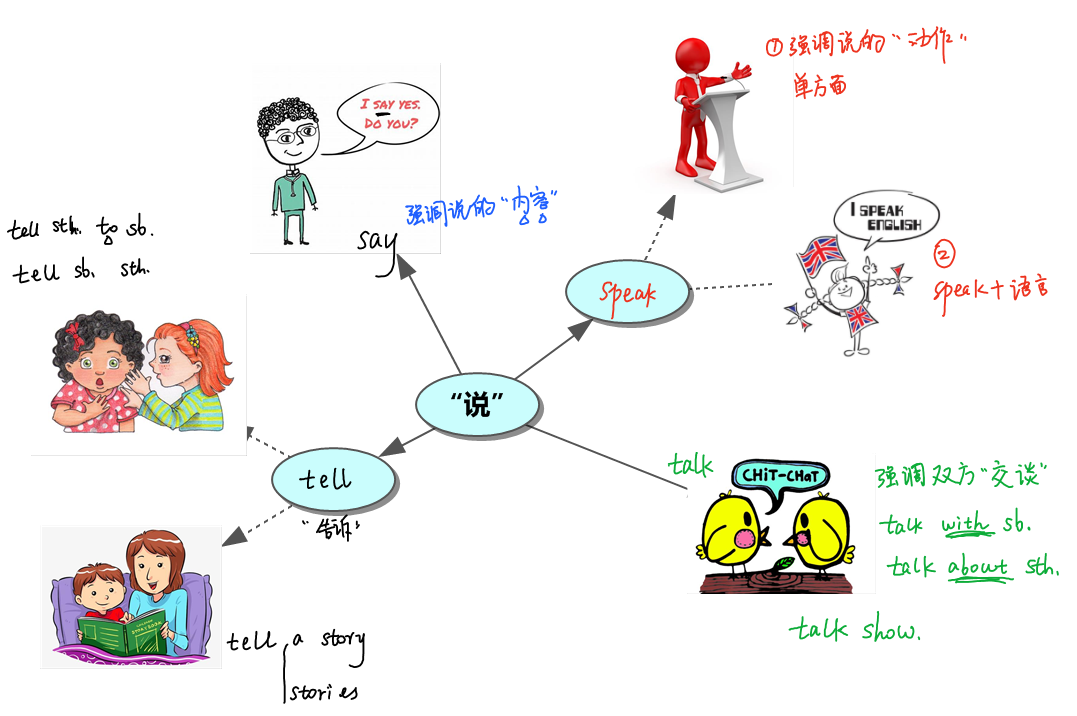 I SAY YES.
DO YOU?
强调说的“内容”
say
① 强调说的“动作”
单方面
speak
I SPEAK
ENGLISH
②
speak+语言
tell sth. to sb.
tell sb. sth.
“说”
tell
“告诉”
tell a story
stories
talk
CHiT-CHaT
强调双方“交谈”
talk with sb.
talk about sth.
talk show.